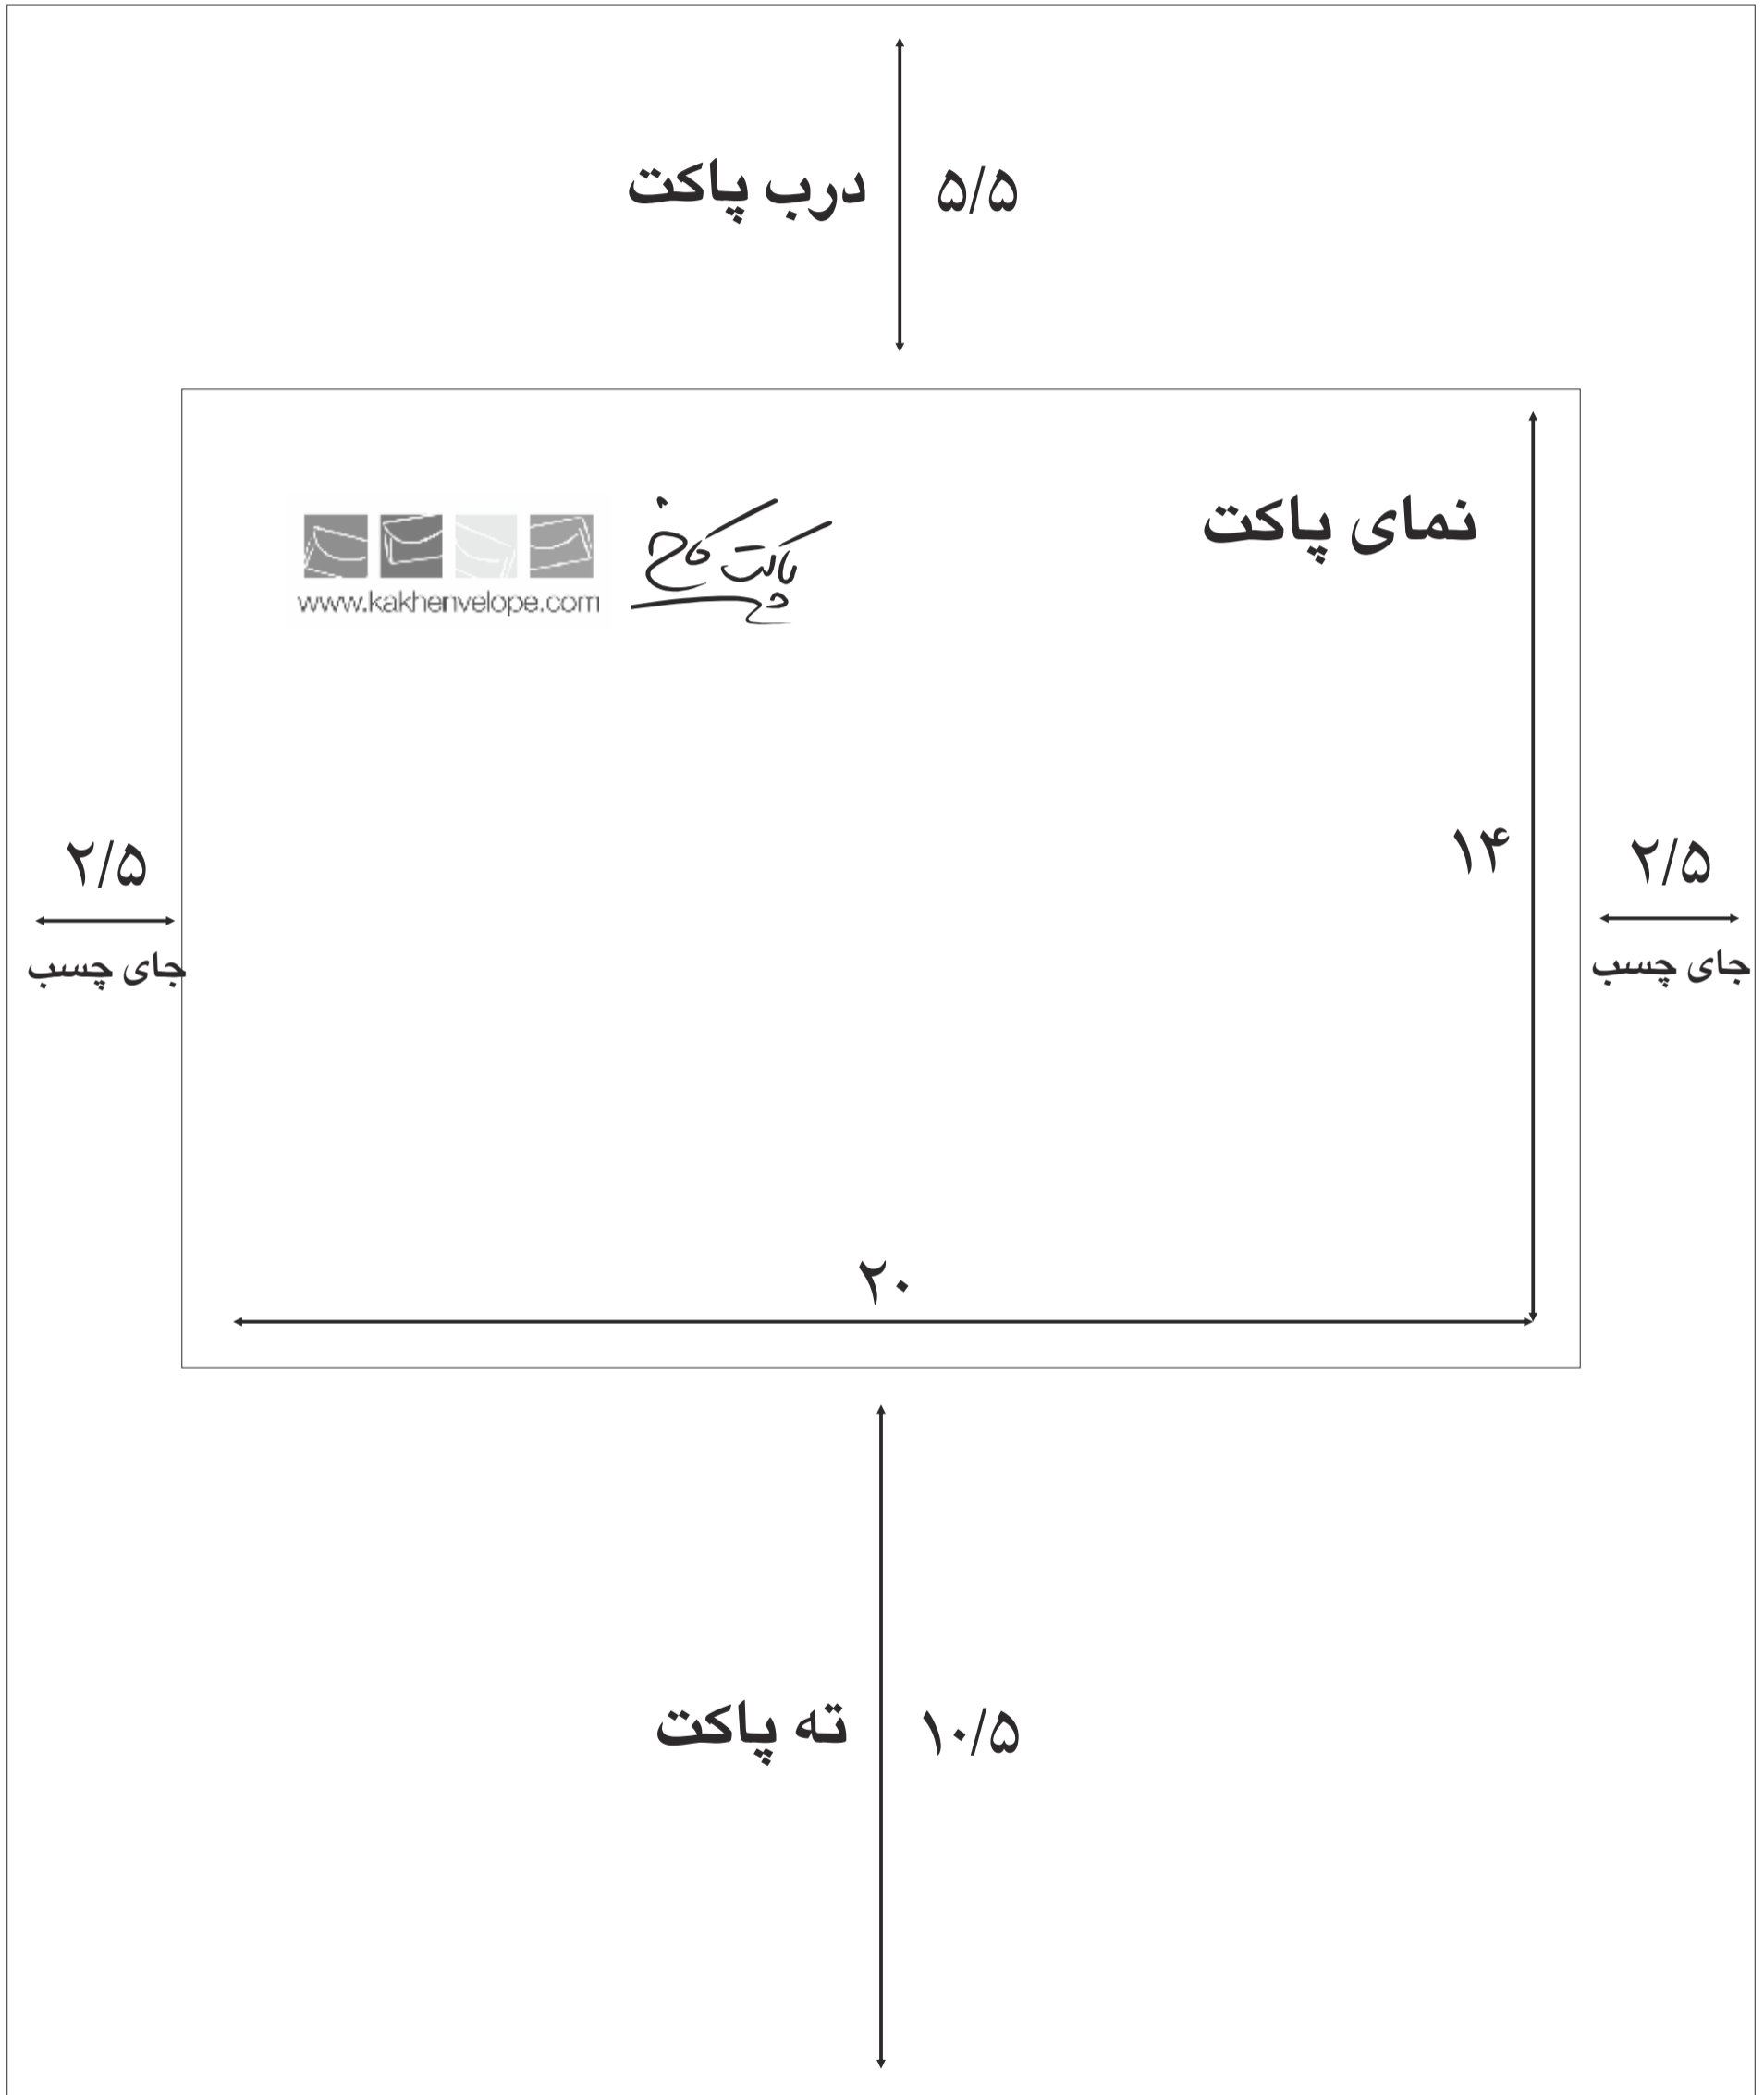 درب پاکت
۵/۵
نمای پاکت
پاکت کاخ
www.kakhenvelope.com
۱۴
۲/۵
جای چسب
۲/۵
جای چسب
۲۰
ته پاکت
۱۰/۵